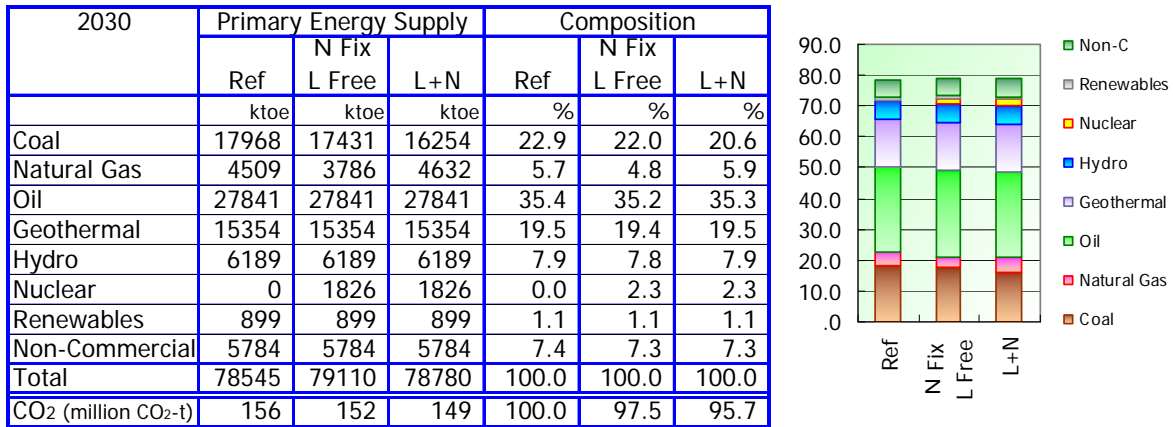 2030 Primary Energy Supply Composition
N Fix N Fix
Ref L Free L+N Ref L Free L+N
ktoe ktoe ktoe % % %
Coal 17968 17431 16254 22.9 22.0 20.6
Natural Gas 4509 3786 4632 5.7 4.8 5.9
Oil 27841 27841 27841 35.4 35.2 35.3
Geothermal 15354 15354 15354 19.5 19.4 19.5
Hydro 6189 6189 6189 7.9 7.8 7.9
Nuclear 0 1826 1826 0.0 2.3 2.3
Renewables 899 899 899 1.1 1.1 1.1
Non-Commercial 5784 5784 5784 7.4 7.3 7.3
Total 78545 79110 78780 100.0 100.0 100.0
CO2 (million CO2-t) 156 152 149 100.0 97.5 95.7
90.0
80.0
70.0
60.0
50.0
40.0
30.0
20.0
10.0
.0
Ref
N Fix
L Free
L+N
Non-C
Renewables
Nuclear
Hydro
Geothermal
Oil
Natural Gas
Coal